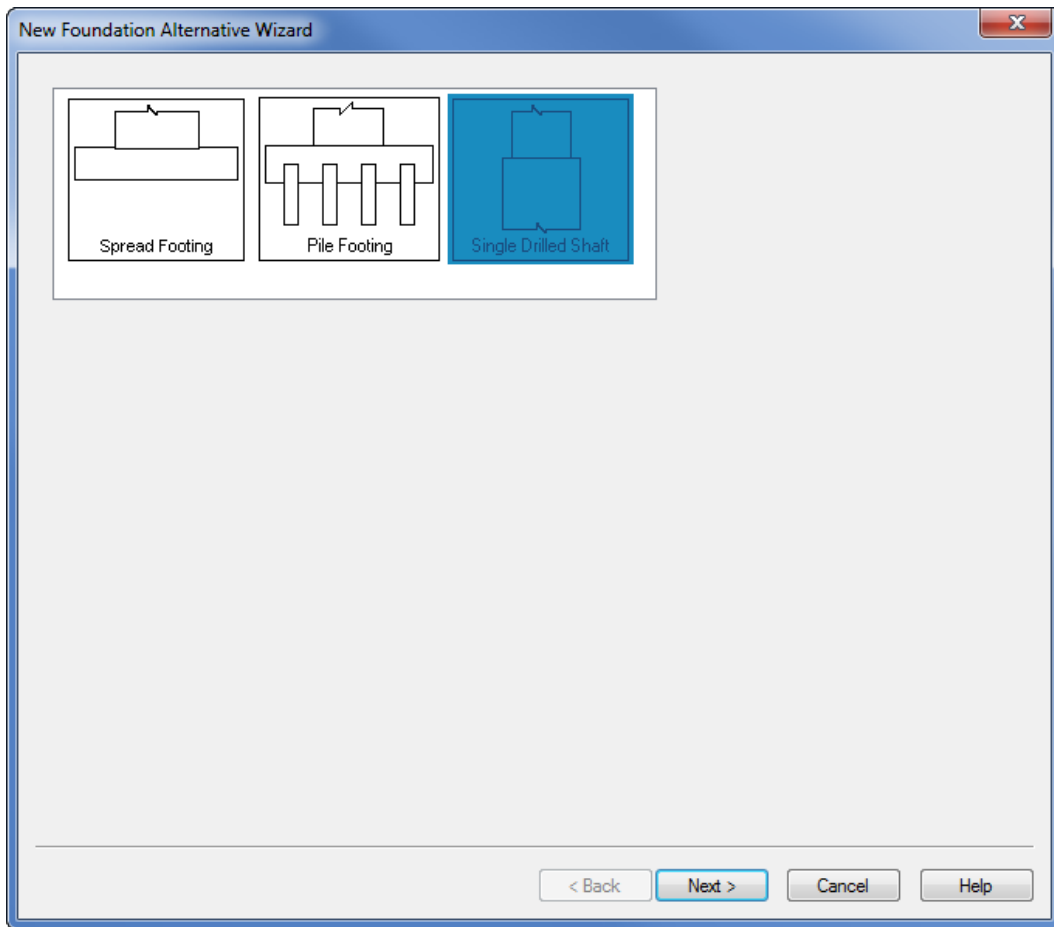 New Foundation Alternative Wizard
Spread Footing
Pile Footing
Single Drilled Shaft
< Back
Next >
Cancel
Help